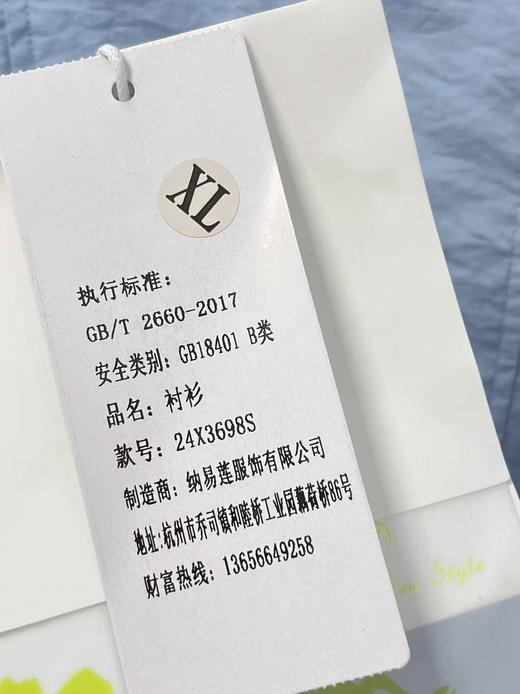 XL
执行标准:
GB/T 2660-2017
安全类别: GB18401 B类
品名: 衬衫
款号: 24X3698S
制造商: 纳易莲服饰有限公司
地址:杭州市乔司镇和睦桥工业园藕荷桥86号
财富热线: 13656649258
Style